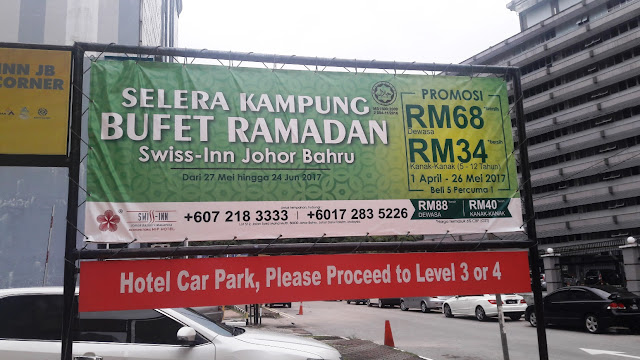 INN JB
CORNER
SELERA KAMPUNG
BUFET RAMADAN
Swiss-Inn Johor Bahru
Dari 27 Mei hingga 24 Jun 2017
PROMOSI
RM68
Dewasa
RM34
Kanak-Kanak (5 - 12 Tahun)
1 April - 26 Mei 2017
Beli 5 Percuma 1
RM88
DEWASA
RM40
KANAK-KANAK
SWISS-INN
+607 218 3333 / +6017 283 5226
Hotel Car Park, Please Proceed to Level 3 or 4